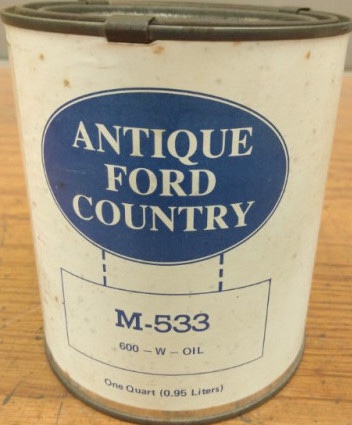 ANTIQUE
FORD
COUNTRY
M-533
600 – W – OIL
One Quart (0.95 Liters)